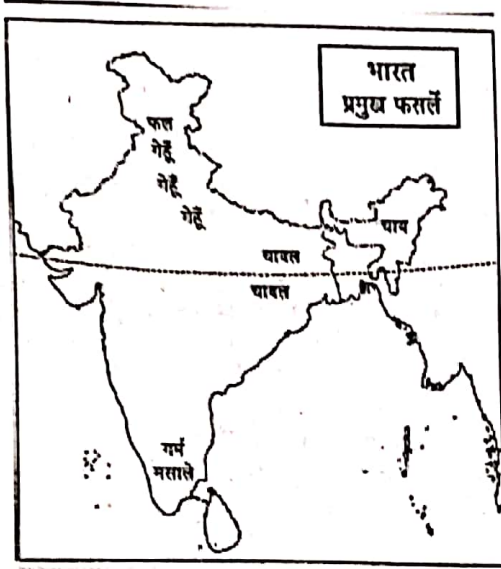 भारत
प्रमुख फसलें
फल
गेहूँ
गेहूँ
गेहूँ
चाय
चावल
चावल
गर्म
मसाले